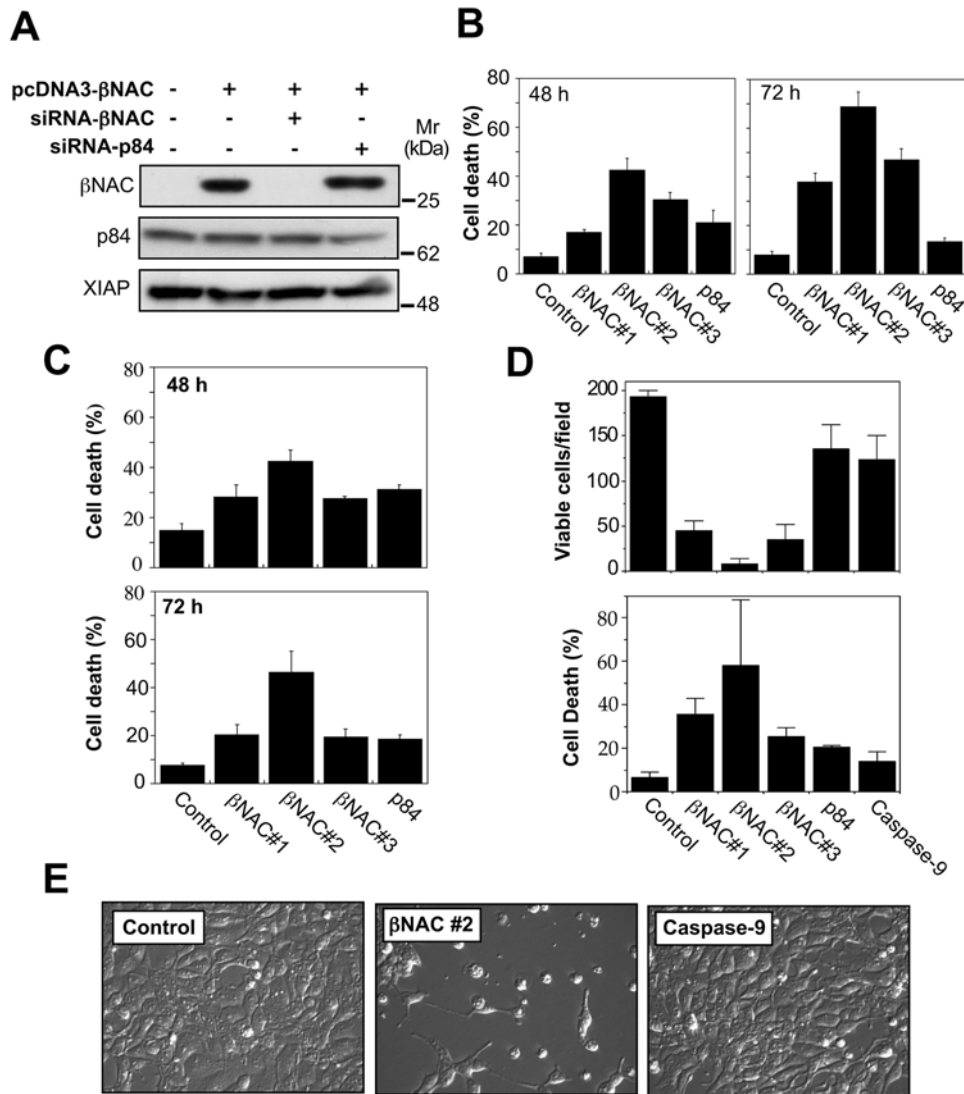 A
pcDNA3-βNAC - + + +
siRNA-βNAC - - + -
siRNA-p84 - - - +
Mr
(kDa)
βNAC
25
p84
62
XIAP
48
B
48 h
72 h
Cell death (%)
80
60
40
20
0
Control
βNAC#1
βNAC#2
βNAC#3
p84
Control
βNAC#1
βNAC#2
βNAC#3
p84
C
48 h
Cell death (%)
80
60
40
20
0
72 h
Cell death (%)
80
60
40
20
0
Control
βNAC#1
βNAC#2
βNAC#3
p84
D
Viable cells/field
200
150
100
50
0
Cell Death (%)
80
60
40
20
0
Control
βNAC#1
βNAC#2
βNAC#3
p84
Caspase-9
E
Control
βNAC #2
Caspase-9